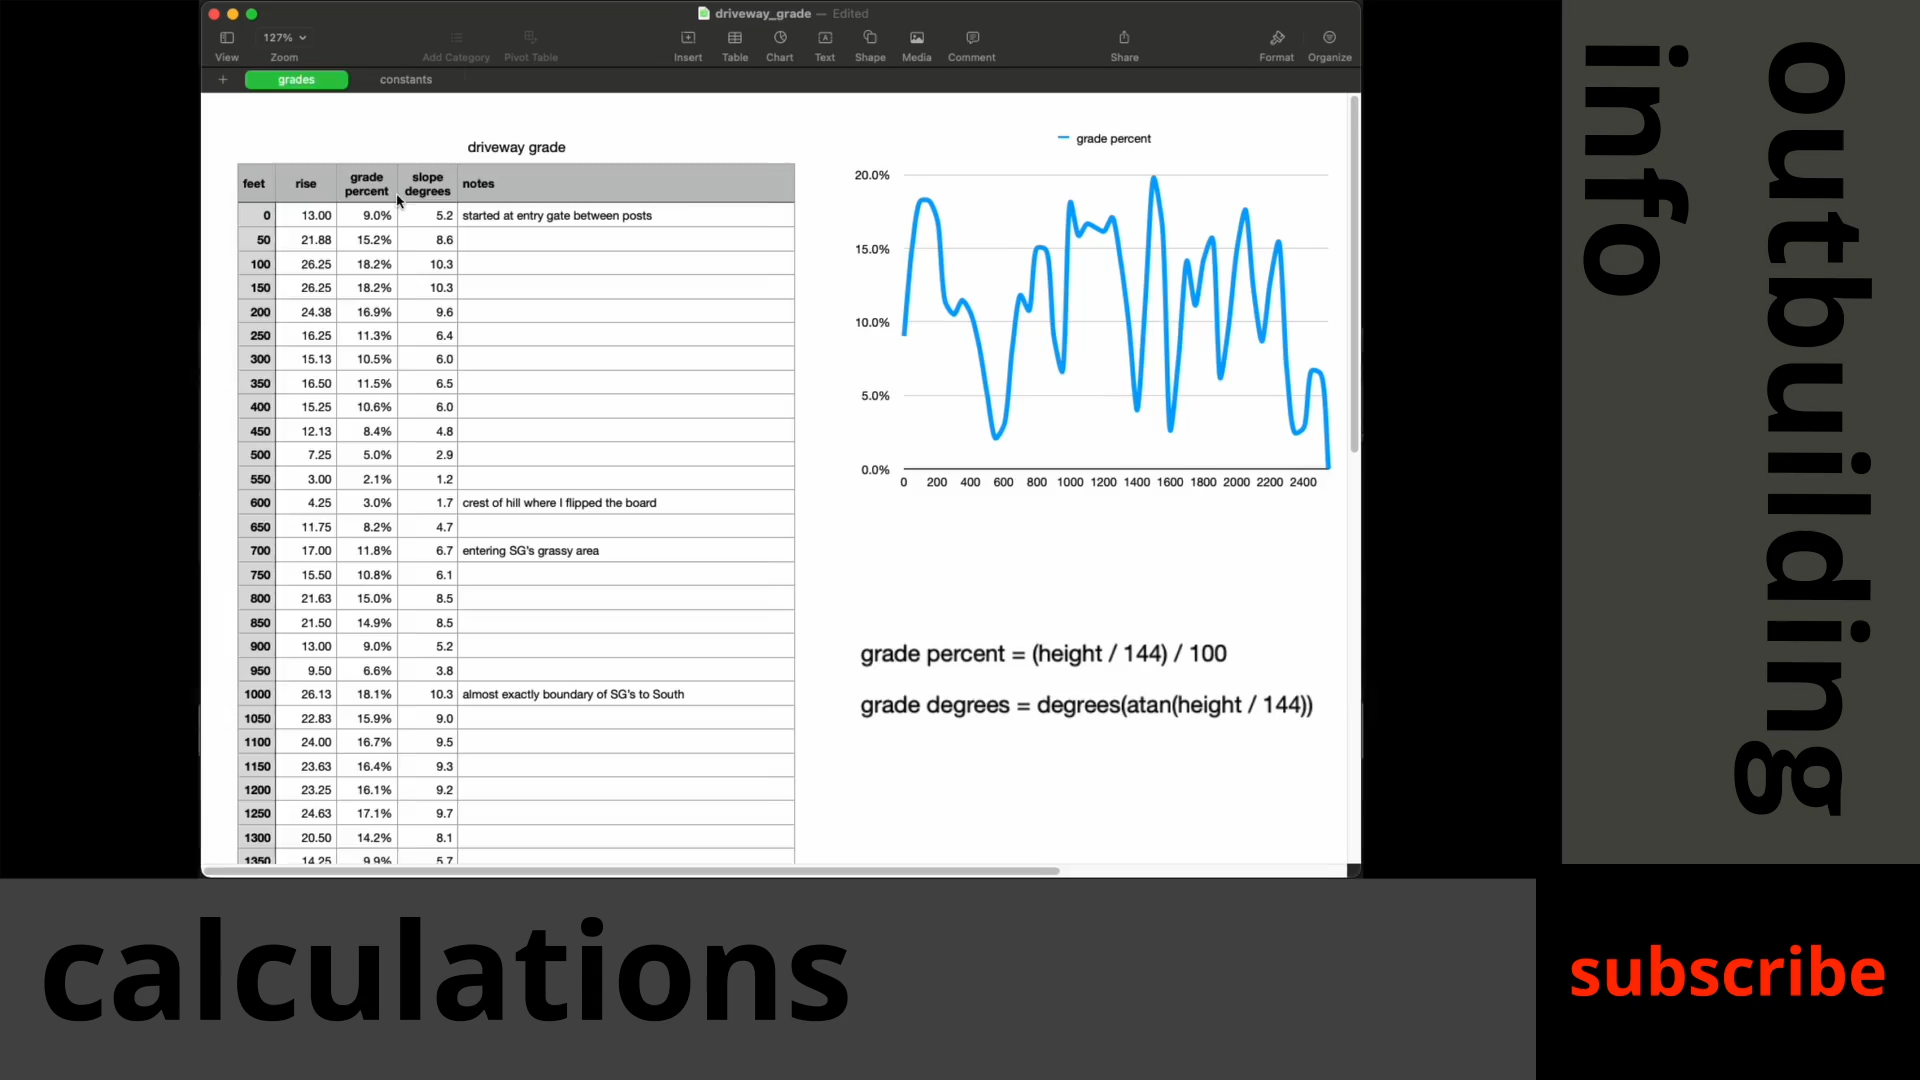 driveway_grade — Edited
127%
View
Zoom
Add Category
Pivot Table
Insert
Table
Chart
Text
Shape
Media
Comment
Share
Format
Organize
+
grades
constants
driveway grade
feet rise grade percent slope degrees notes
0 13.00 9.0% 5.2 started at entry gate between posts
50 21.88 15.2% 8.6
100 26.25 18.2% 10.3
150 26.25 18.2% 10.3
200 24.38 16.9% 9.6
250 16.25 11.3% 6.4
300 15.13 10.5% 6.0
350 16.50 11.5% 6.5
400 15.25 10.6% 6.0
450 12.13 8.4% 4.8
500 7.25 5.0% 2.9
550 3.00 2.1% 1.2
600 4.25 3.0% 1.7 crest of hill where I flipped the board
650 11.75 8.2% 4.7
700 17.00 11.8% 6.7 entering SG's grassy area
750 15.50 10.8% 6.1
800 21.63 15.0% 8.5
850 21.50 14.9% 8.5
900 13.00 9.0% 5.2
950 9.50 6.6% 3.8
1000 26.13 18.1% 10.3 almost exactly boundary of SG's to South
1050 22.83 15.9% 9.0
1100 24.00 16.7% 9.5
1150 23.63 16.4% 9.3
1200 23.25 16.1% 9.2
1250 24.63 17.1% 9.7
1300 20.50 14.2% 8.1
1350 14.25 9.9% 5.7
grade percent
20.0%
15.0%
10.0%
5.0%
0.0%
0 200 400 600 800 1000 1200 1400 1600 1800 2000 2200 2400
grade percent = (height / 144) / 100
grade degrees = degrees(atan(height / 144))
outbuilding
info
calculations
subscribe